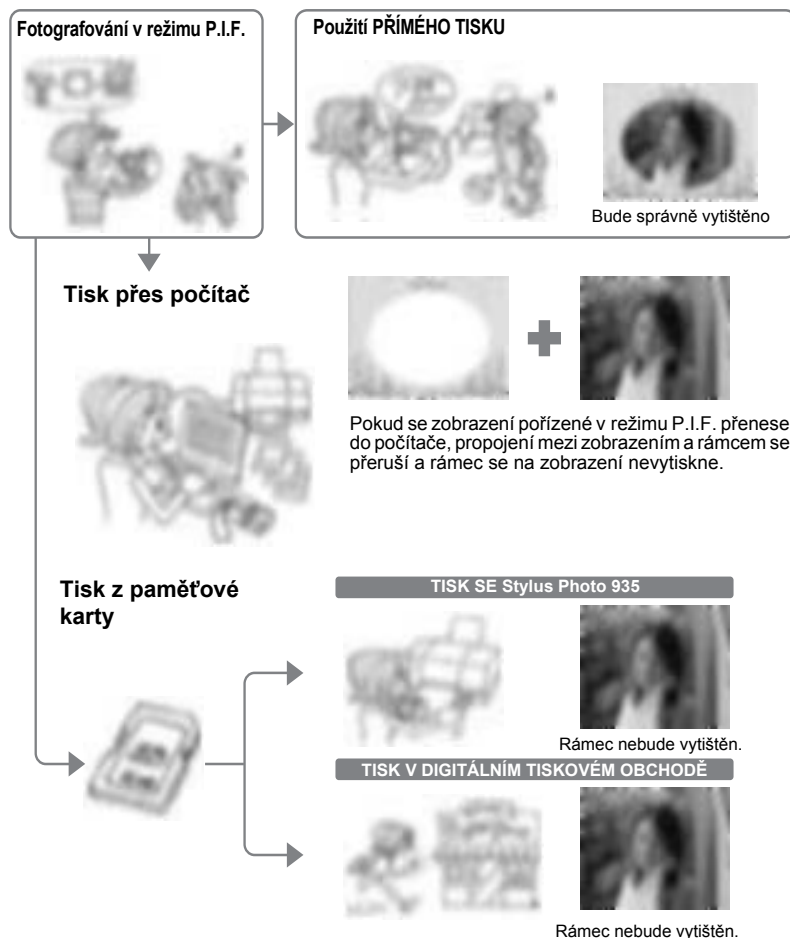 Fotografování v režimu P.I.F.
Použití PŘÍMÉHO TISKU
Bude správně vytištěno
Tisk přes počítač
Pokud se zobrazení pořízené v režimu P.I.F. přenese
do počítače, propojení mezi zobrazením a rámcem se
přeruší a rámec se na zobrazení nevytiskne.
Tisk z paměťové
karty
TISK SE Stylus Photo 935
Rámec nebude vytištěn.
TISK V DIGITÁLNÍM TISKOVÉM OBCHODĚ
Rámec nebude vytištěn.